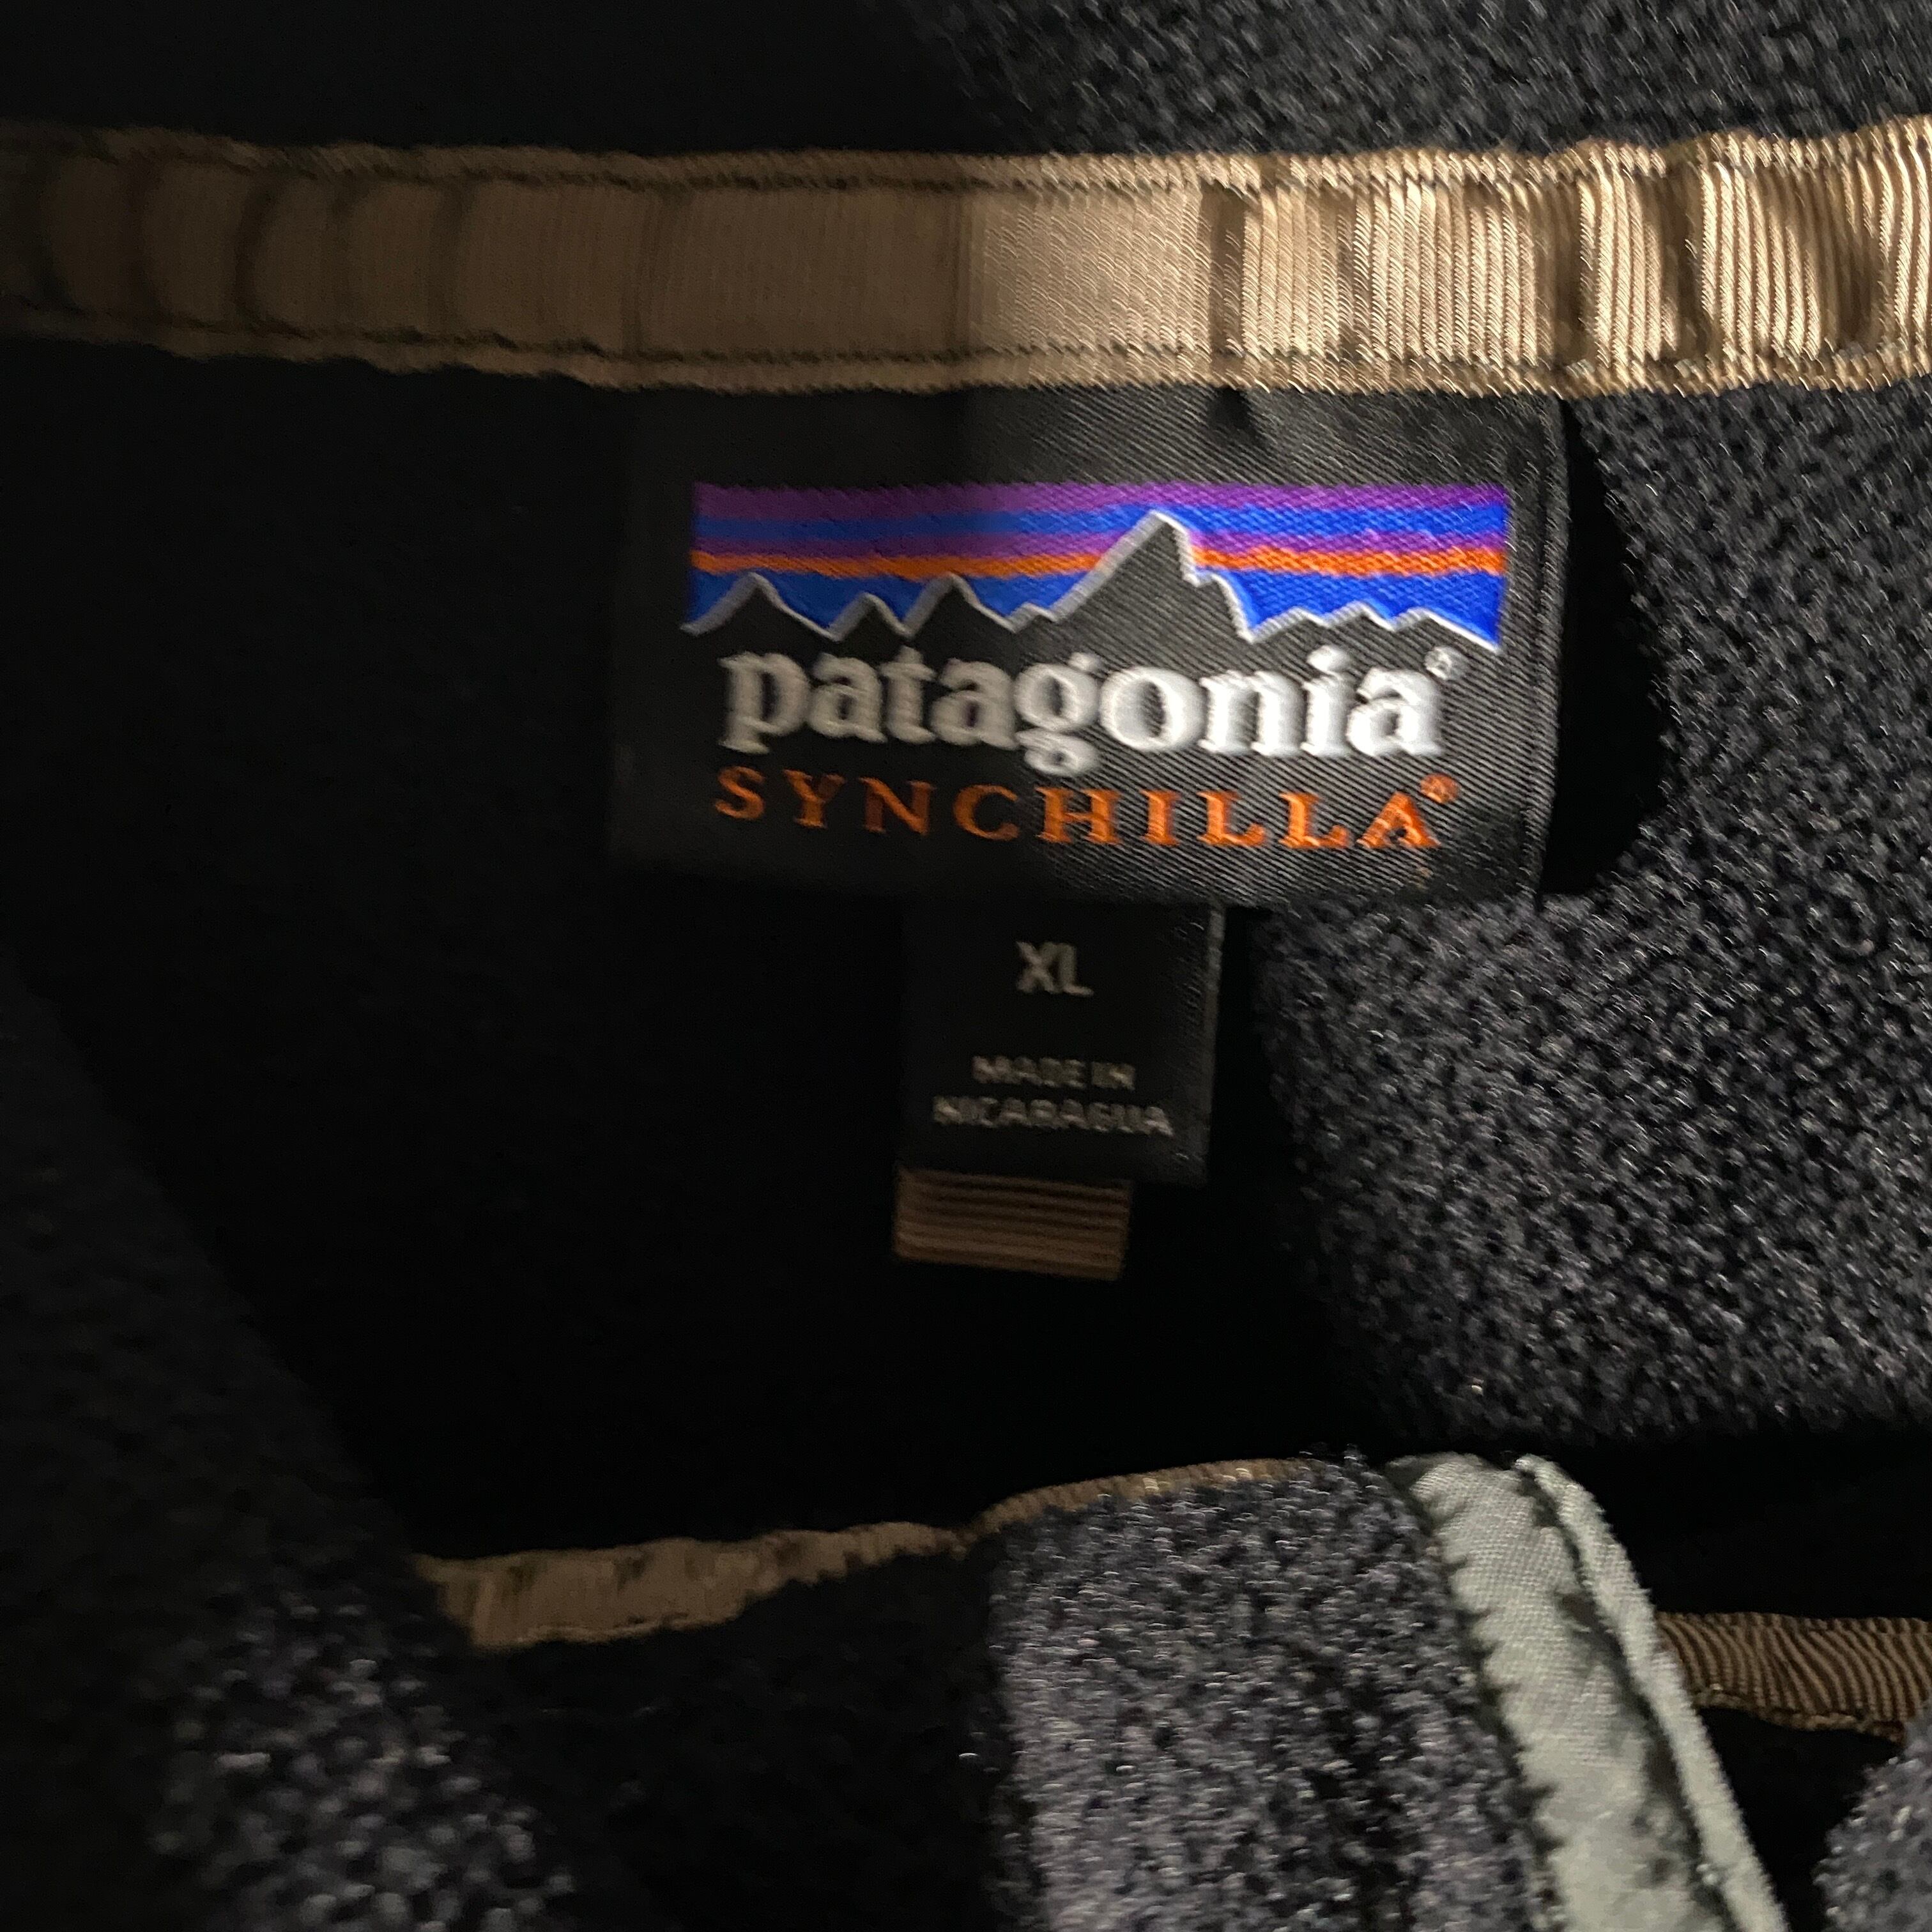 patagonia®
SYNCHILLA®
XL
MADE IN
NICARAGUA